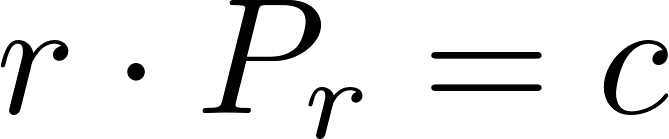 r · P_r = c